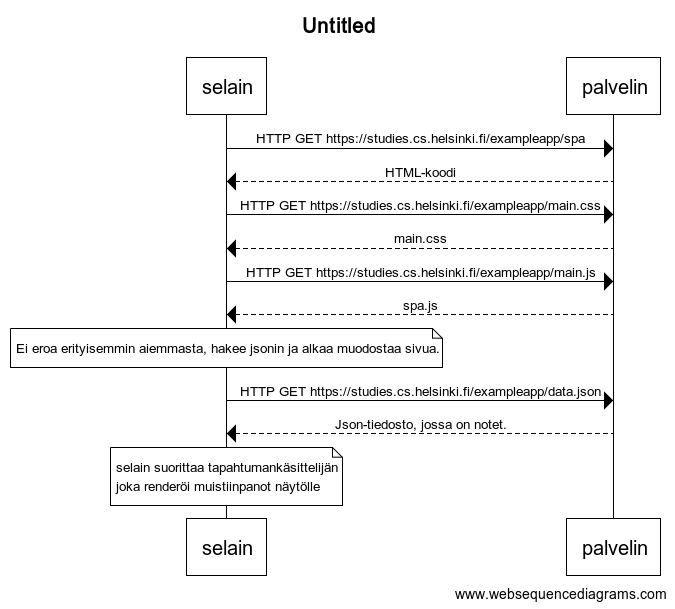 Untitled
selain
palvelin
HTTP GET https://studies.cs.helsinki.fi/exampleapp/spa
HTML-koodi
HTTP GET https://studies.cs.helsinki.fi/exampleapp/main.css
main.css
HTTP GET https://studies.cs.helsinki.fi/exampleapp/main.js
spa.js
Ei eroa erityisemmin aiemmasta, hakee jsonin ja alkaa muodostaa sivua.
HTTP GET https://studies.cs.helsinki.fi/exampleapp/data.json
Json-tiedosto, jossa on notet.
selain suorittaa tapahtumankäsittelijän
joka renderöi muistiinpanot näytölle
selain
palvelin
www.websequencediagrams.com